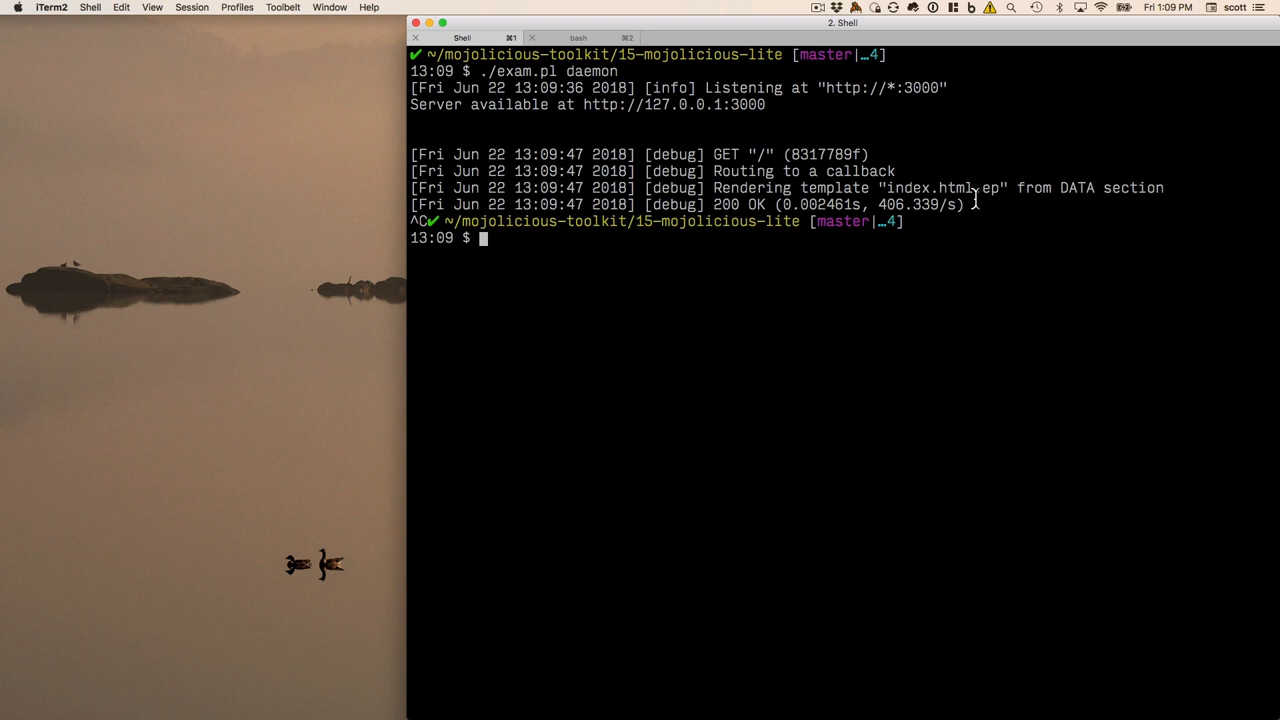 iTerm2 Shell Edit View Session Profiles Toolbelt Window Help Fri 1:09 PM scott
2. Shell
Shell ⌘1 bash ⌘2
✔ ~/mojolicious-toolkit/15-mojolicious-lite [master|…4]
13:09 $ ./exam.pl daemon
[Fri Jun 22 13:09:36 2018] [info] Listening at "http://*:3000"
Server available at http://127.0.0.1:3000
[Fri Jun 22 13:09:47 2018] [debug] GET "/" (8317789f)
[Fri Jun 22 13:09:47 2018] [debug] Routing to a callback
[Fri Jun 22 13:09:47 2018] [debug] Rendering template "index.html.ep" from DATA section
[Fri Jun 22 13:09:47 2018] [debug] 200 OK (0.002461s, 406.339/s)
^C✔ ~/mojolicious-toolkit/15-mojolicious-lite [master|…4]
13:09 $